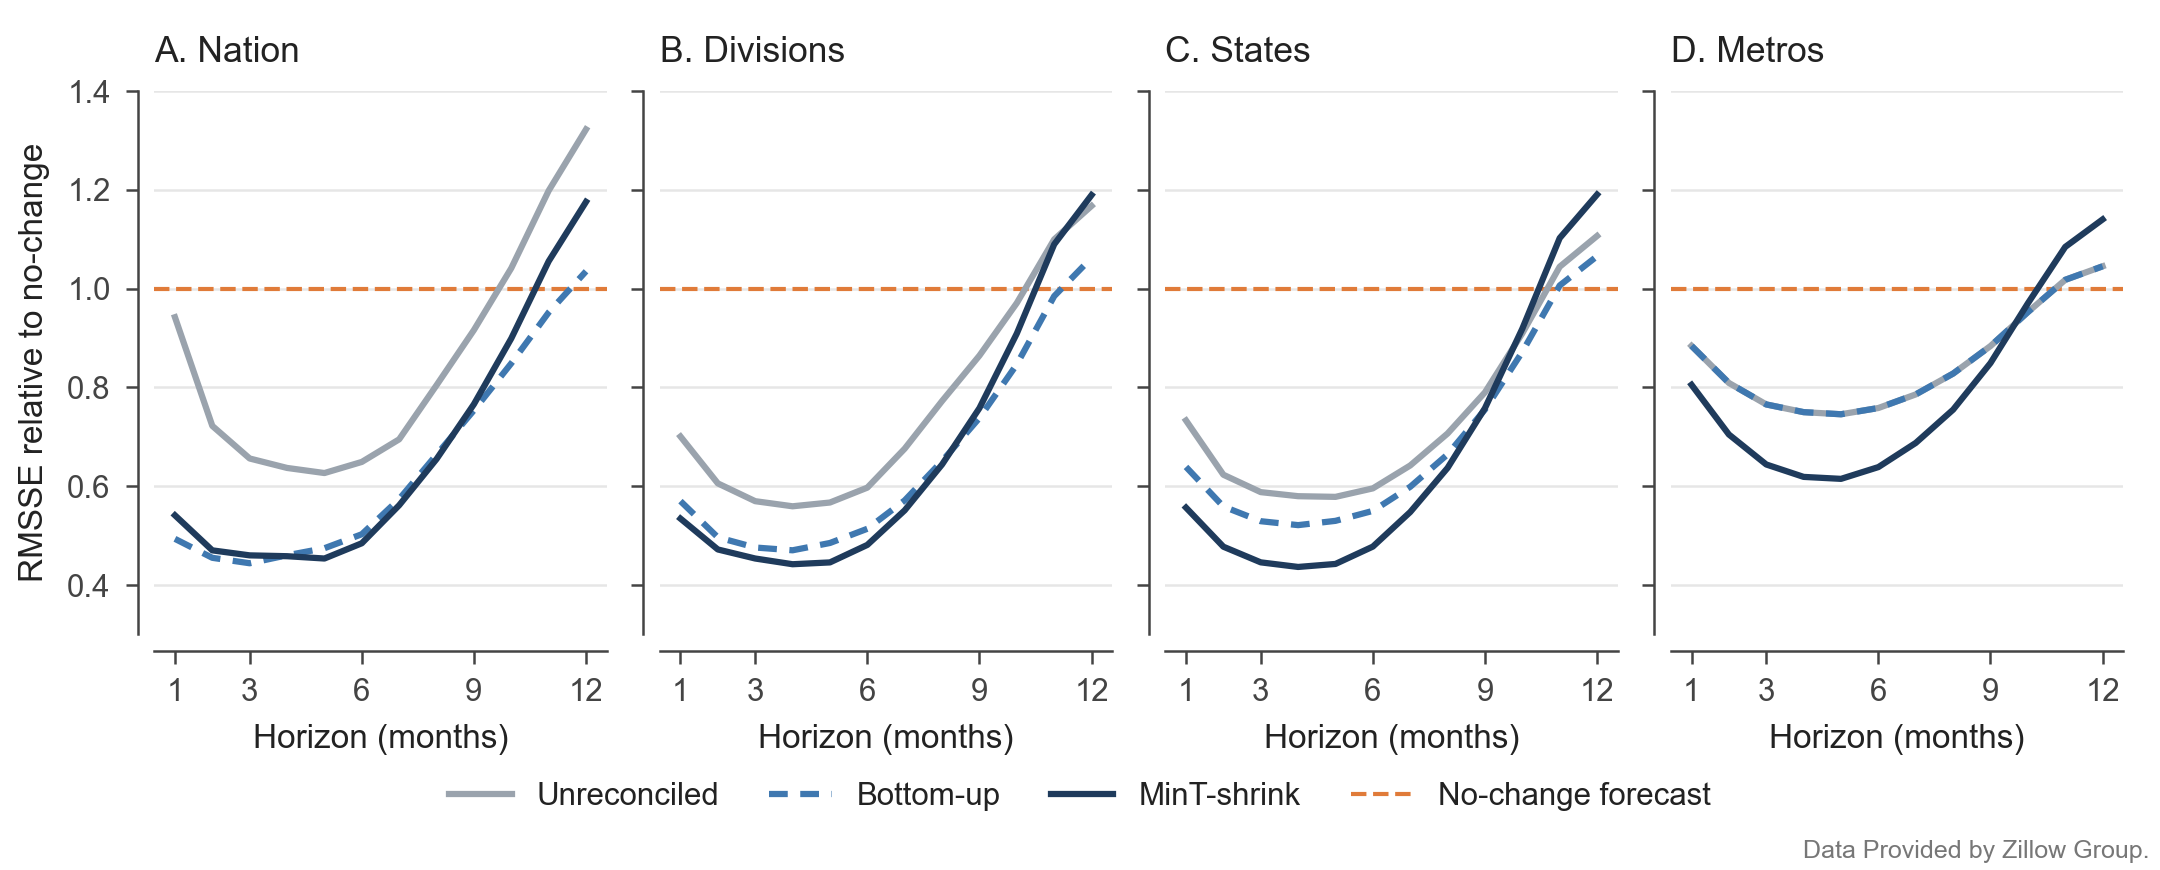 A. Nation
B. Divisions
C. States
D. Metros
RMSSE relative to no-change
1.4
1.2
1.0
0.8
0.6
0.4
1 3 6 9 12
1 3 6 9 12
1 3 6 9 12
1 3 6 9 12
Horizon (months)
Horizon (months)
Horizon (months)
Horizon (months)
Unreconciled
Bottom-up
MinT-shrink
No-change forecast
Data Provided by Zillow Group.